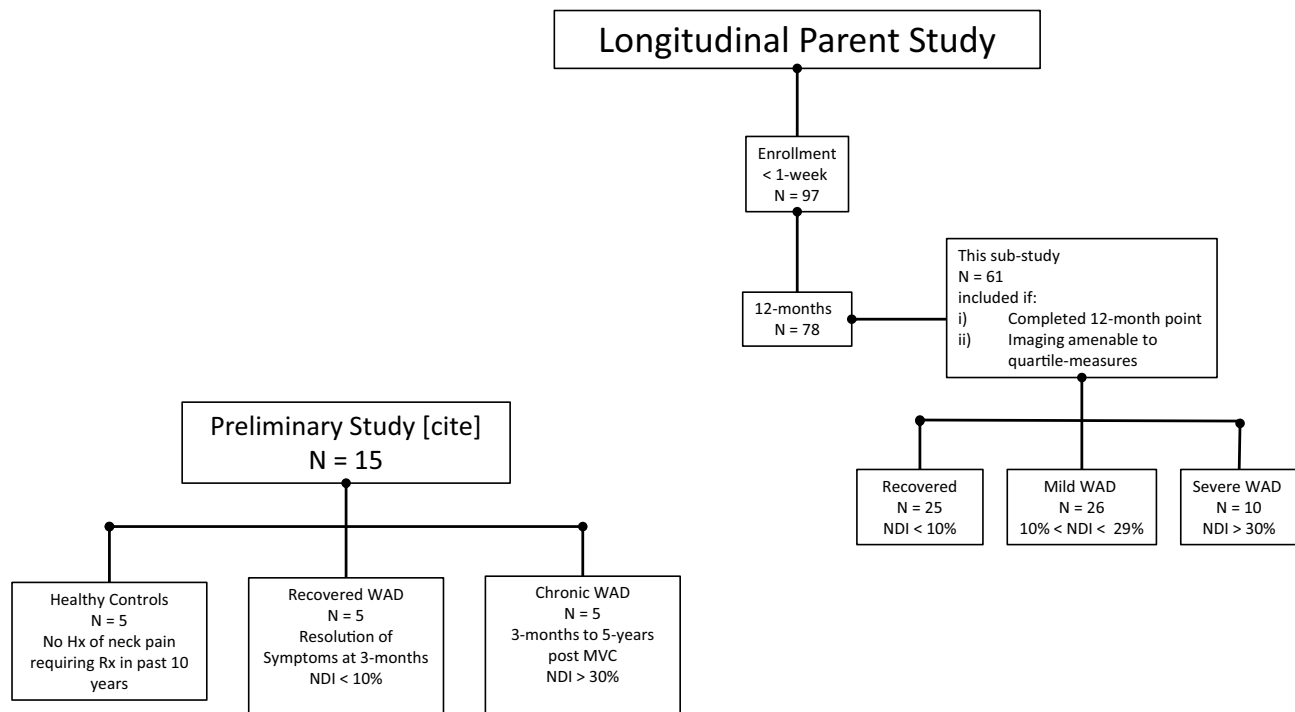 Longitudinal Parent Study
Enrollment
< 1-week
N = 97
12-months
N = 78
This sub-study
N = 61
included if:
i) Completed 12-month point
ii) Imaging amenable to
quartile-measures
Recovered
N = 25
NDI < 10%
Mild WAD
N = 26
10% < NDI < 29%
Severe WAD
N = 10
NDI > 30%
Preliminary Study [cite]
N = 15
Healthy Controls
N = 5
No Hx of neck pain
requiring Rx in past 10
years
Recovered WAD
N = 5
Resolution of
Symptoms at 3-months
NDI < 10%
Chronic WAD
N = 5
3-months to 5-years
post MVC
NDI > 30%